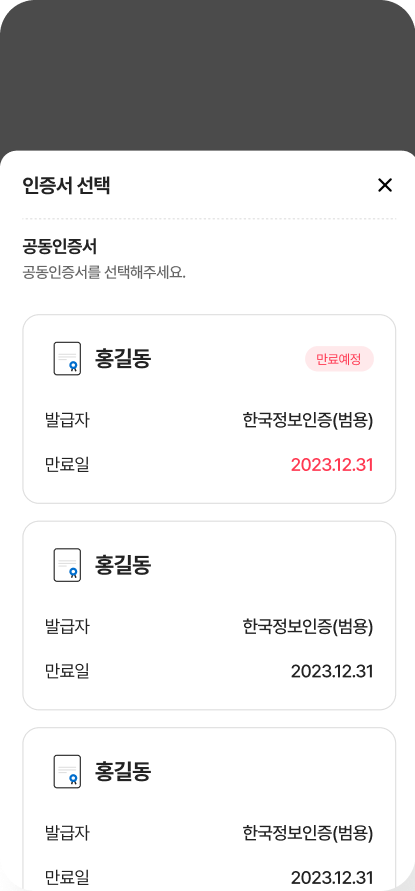 인증서 선택
공동인증서
공동인증서를 선택해주세요.
홍길동 만료예정
발급자 한국정보인증(범용)
만료일 2023.12.31
홍길동
발급자 한국정보인증(범용)
만료일 2023.12.31
홍길동
발급자 한국정보인증(범용)
만료일 2023.12.31